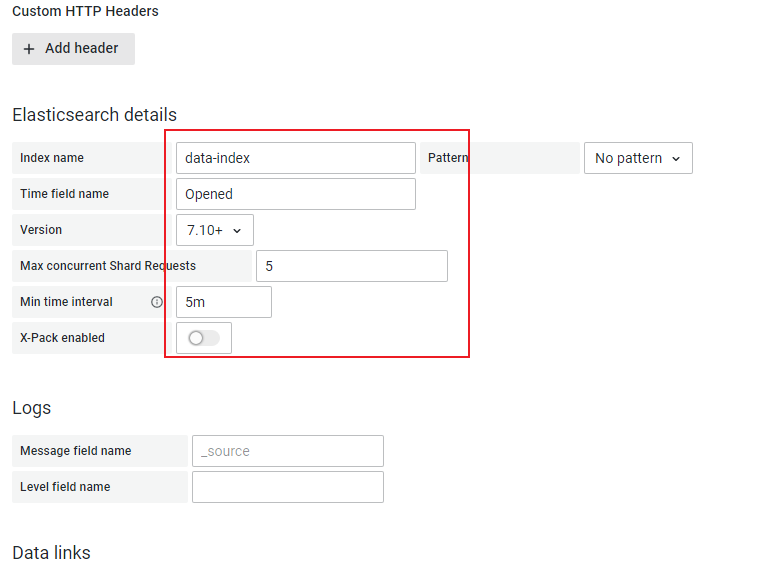 Custom HTTP Headers
+ Add header
Elasticsearch details
Index name data-index Pattern No pattern
Time field name Opened
Version 7.10+
Max concurrent Shard Requests 5
Min time interval 5m
X-Pack enabled
Logs
Message field name _source
Level field name
Data links